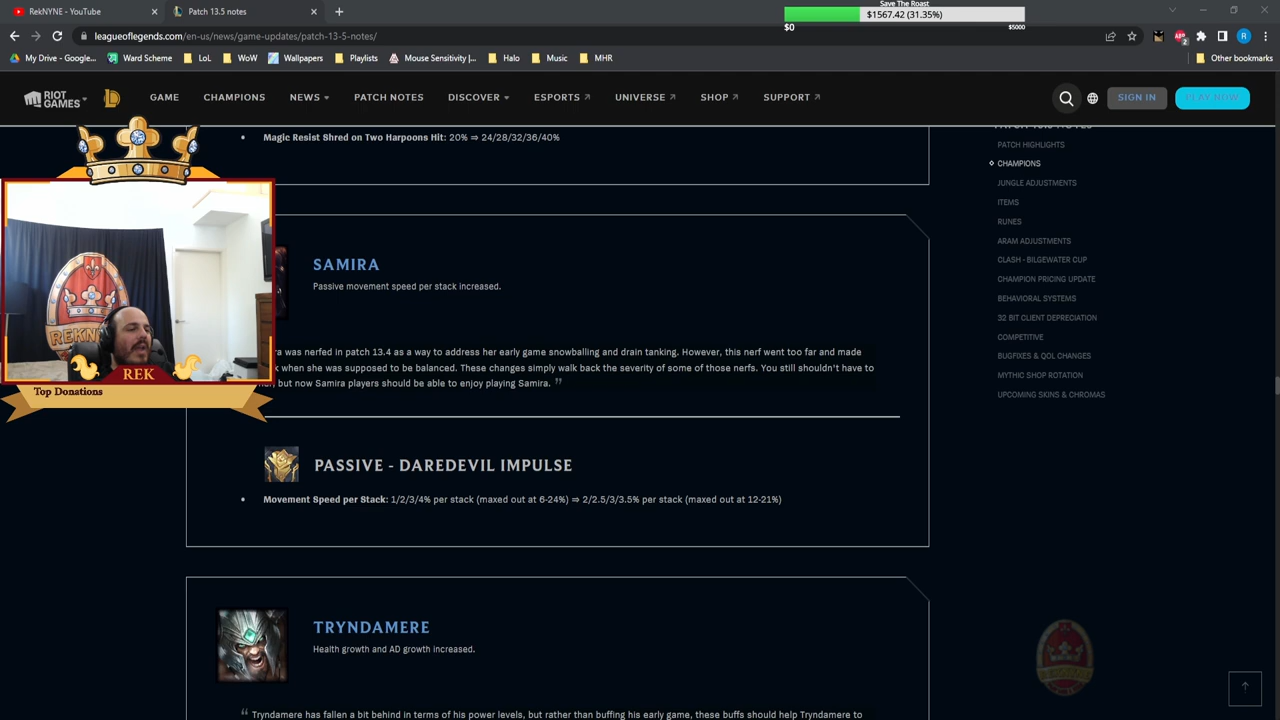 RekNYNE - YouTube
Patch 13.5 notes
Save The Roast
$1567.42 (31.35%)
$0
$5000
leagueoflegends.com/en-us/news/game-updates/patch-13-5-notes/
ABP
2
R
My Drive - Google...
Ward Scheme
LoL
WoW
Wallpapers
Playlists
Mouse Sensitivity |...
Halo
Music
MHR
Other bookmarks
RIOT GAMES
GAME
CHAMPIONS
NEWS
PATCH NOTES
DISCOVER
ESPORTS
UNIVERSE
SHOP
SUPPORT
SIGN IN
PLAY NOW
Magic Resist Shred on Two Harpoons Hit: 20% ⇒ 24/28/32/36/40%
PATCH HIGHLIGHTS
CHAMPIONS
JUNGLE ADJUSTMENTS
ITEMS
RUNES
ARAM ADJUSTMENTS
CLASH - BILGEWATER CUP
CHAMPION PRICING UPDATE
BEHAVIORAL SYSTEMS
32 BIT CLIENT DEPRECIATION
COMPETITIVE
BUGFIXES & QOL CHANGES
MYTHIC SHOP ROTATION
UPCOMING SKINS & CHROMAS
SAMIRA
Passive movement speed per stack increased.
was nerfed in patch 13.4 as a way to address her early game snowballing and drain tanking. However, this nerf went too far and made
when she was supposed to be balanced. These changes simply walk back the severity of some of those nerfs. You still shouldn't have to
but now Samira players should be able to enjoy playing Samira. ”
REK
Top Donations
PASSIVE - DAREDEVIL IMPULSE
• Movement Speed per Stack: 1/2/3/4% per stack (maxed out at 6-24%) ⇒ 2/2.5/3/3.5% per stack (maxed out at 12-21%)
TRYNDAMERE
Health growth and AD growth increased.
“ Tryndamere has fallen a bit behind in terms of his power levels, but rather than buffing his early game, these buffs should help Tryndamere to